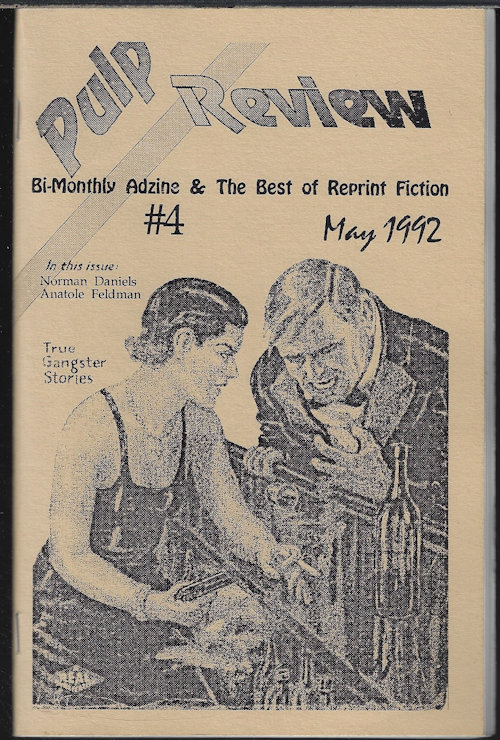 Pulp Review
Bi-Monthly Adzine & The Best of Reprint Fiction
#4
May 1992
In this issue:
Norman Daniels
Anatole Feldman
True
Gangster
Stories
REAL